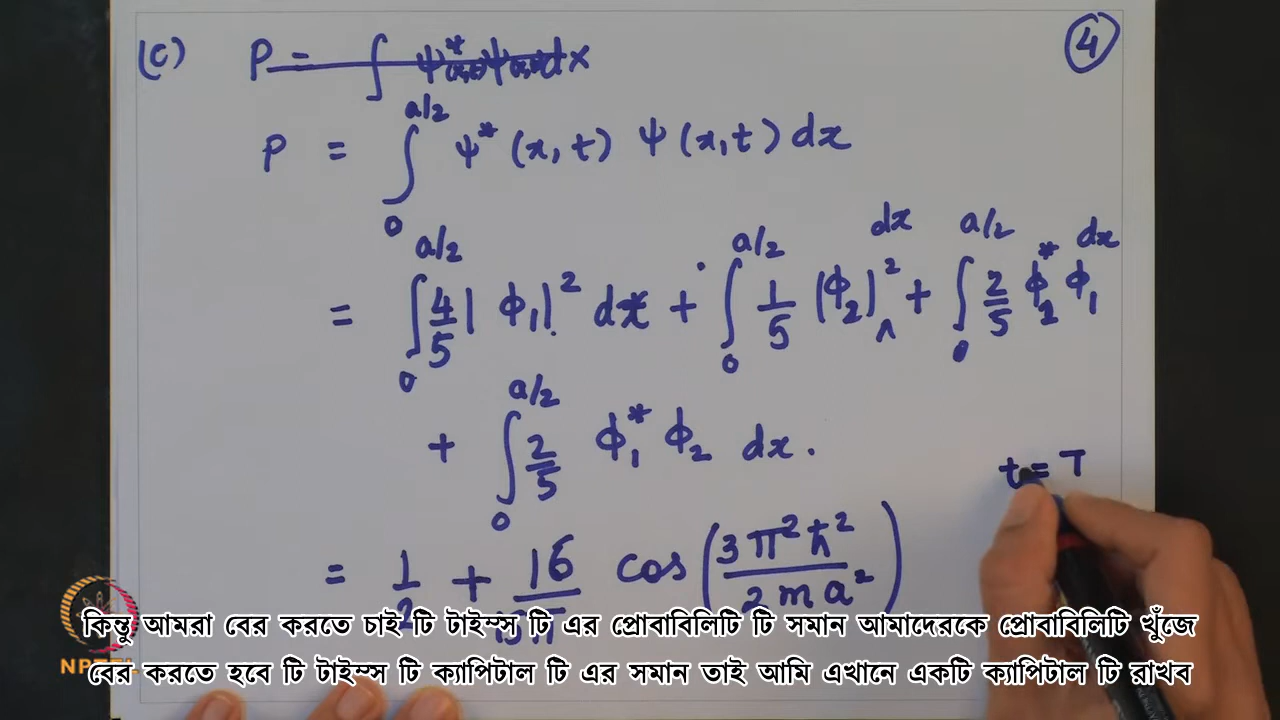 (c) P = ∫ ψ*(x,t) ψ(x,t) dx
④
P = ∫₀^{a/2} ψ*(x,t) ψ(x,t) dx
= ∫₀^{a/2} 4/5 |ϕ₁|² dx + ∫₀^{a/2} 1/5 |ϕ₂|² dx + ∫₀^{a/2} 2/5 ϕ₂* ϕ₁ dx
+ ∫₀^{a/2} 2/5 ϕ₁* ϕ₂ dx.
t = T
= 1/2 + 16/15π cos(3π²ħ²/2ma²)
কিন্তু আমরা বের করতে চাই টি টাইম্স টি এর প্রোবাবিলিটি টি সমান আমাদেরকে প্রোবাবিলিটি খুঁজে
NPTEL
বের করতে হবে টি টাইম্স টি ক্যাপিটাল টি এর সমান তাই আমি এখানে একটি ক্যাপিটাল টি রাখব